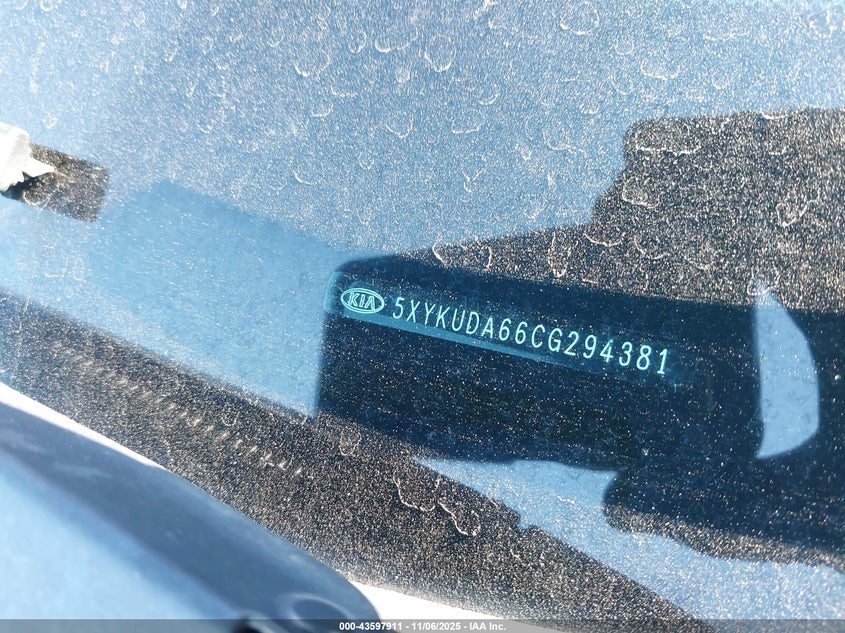 KIA 5XYKUDA66CG294381
000-43597911 | 11/06/2025 - IAA Inc.